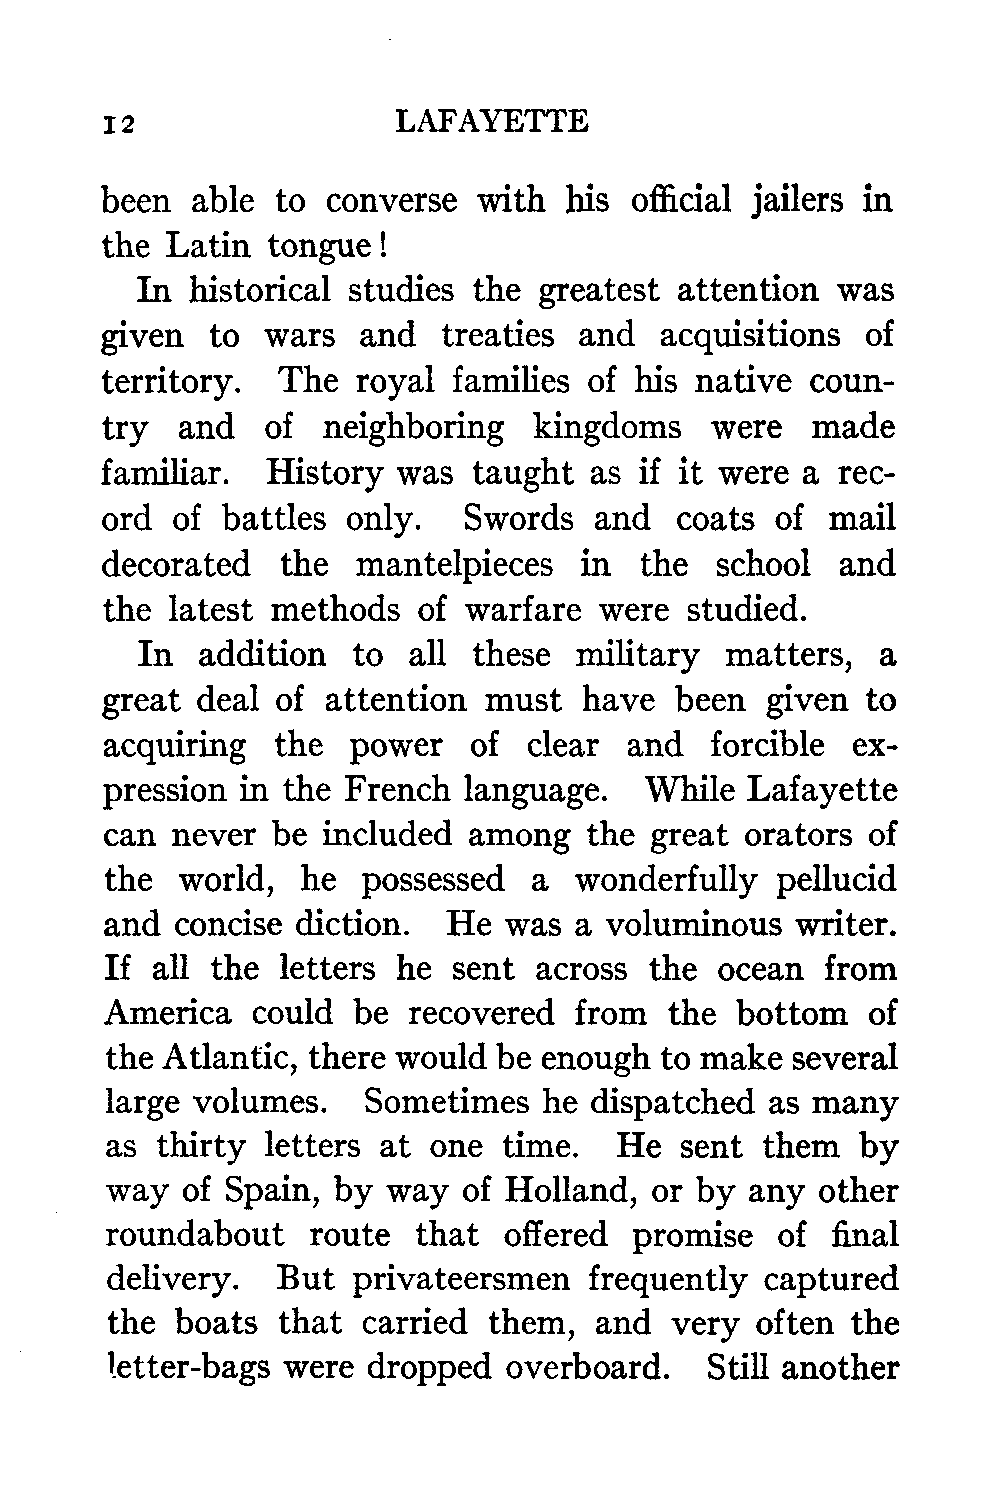 12 LAFAYETTE
been able to converse with his official jailers in
the Latin tongue!
In historical studies the greatest attention was
given to wars and treaties and acquisitions of
territory. The royal families of his native coun-
try and of neighboring kingdoms were made
familiar. History was taught as if it were a rec-
ord of battles only. Swords and coats of mail
decorated the mantelpieces in the school and
the latest methods of warfare were studied.
In addition to all these military matters, a
great deal of attention must have been given to
acquiring the power of clear and forcible ex-
pression in the French language. While Lafayette
can never be included among the great orators of
the world, he possessed a wonderfully pellucid
and concise diction. He was a voluminous writer.
If all the letters he sent across the ocean from
America could be recovered from the bottom of
the Atlantic, there would be enough to make several
large volumes. Sometimes he dispatched as many
as thirty letters at one time. He sent them by
way of Spain, by way of Holland, or by any other
roundabout route that offered promise of final
delivery. But privateersmen frequently captured
the boats that carried them, and very often the
letter-bags were dropped overboard. Still another